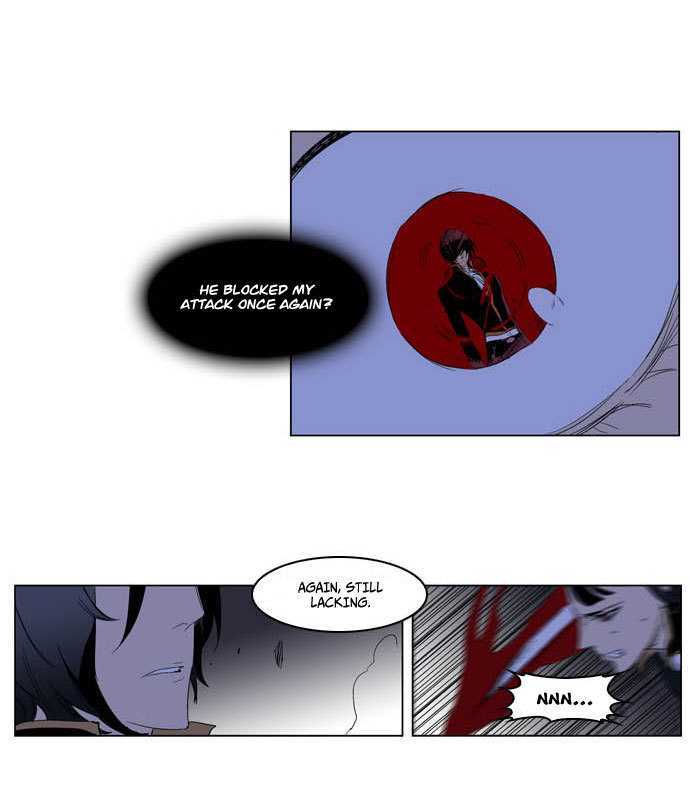 HE BLOCKED MY
ATTACK ONCE AGAIN?
AGAIN, STILL
LACKING.
NNN...